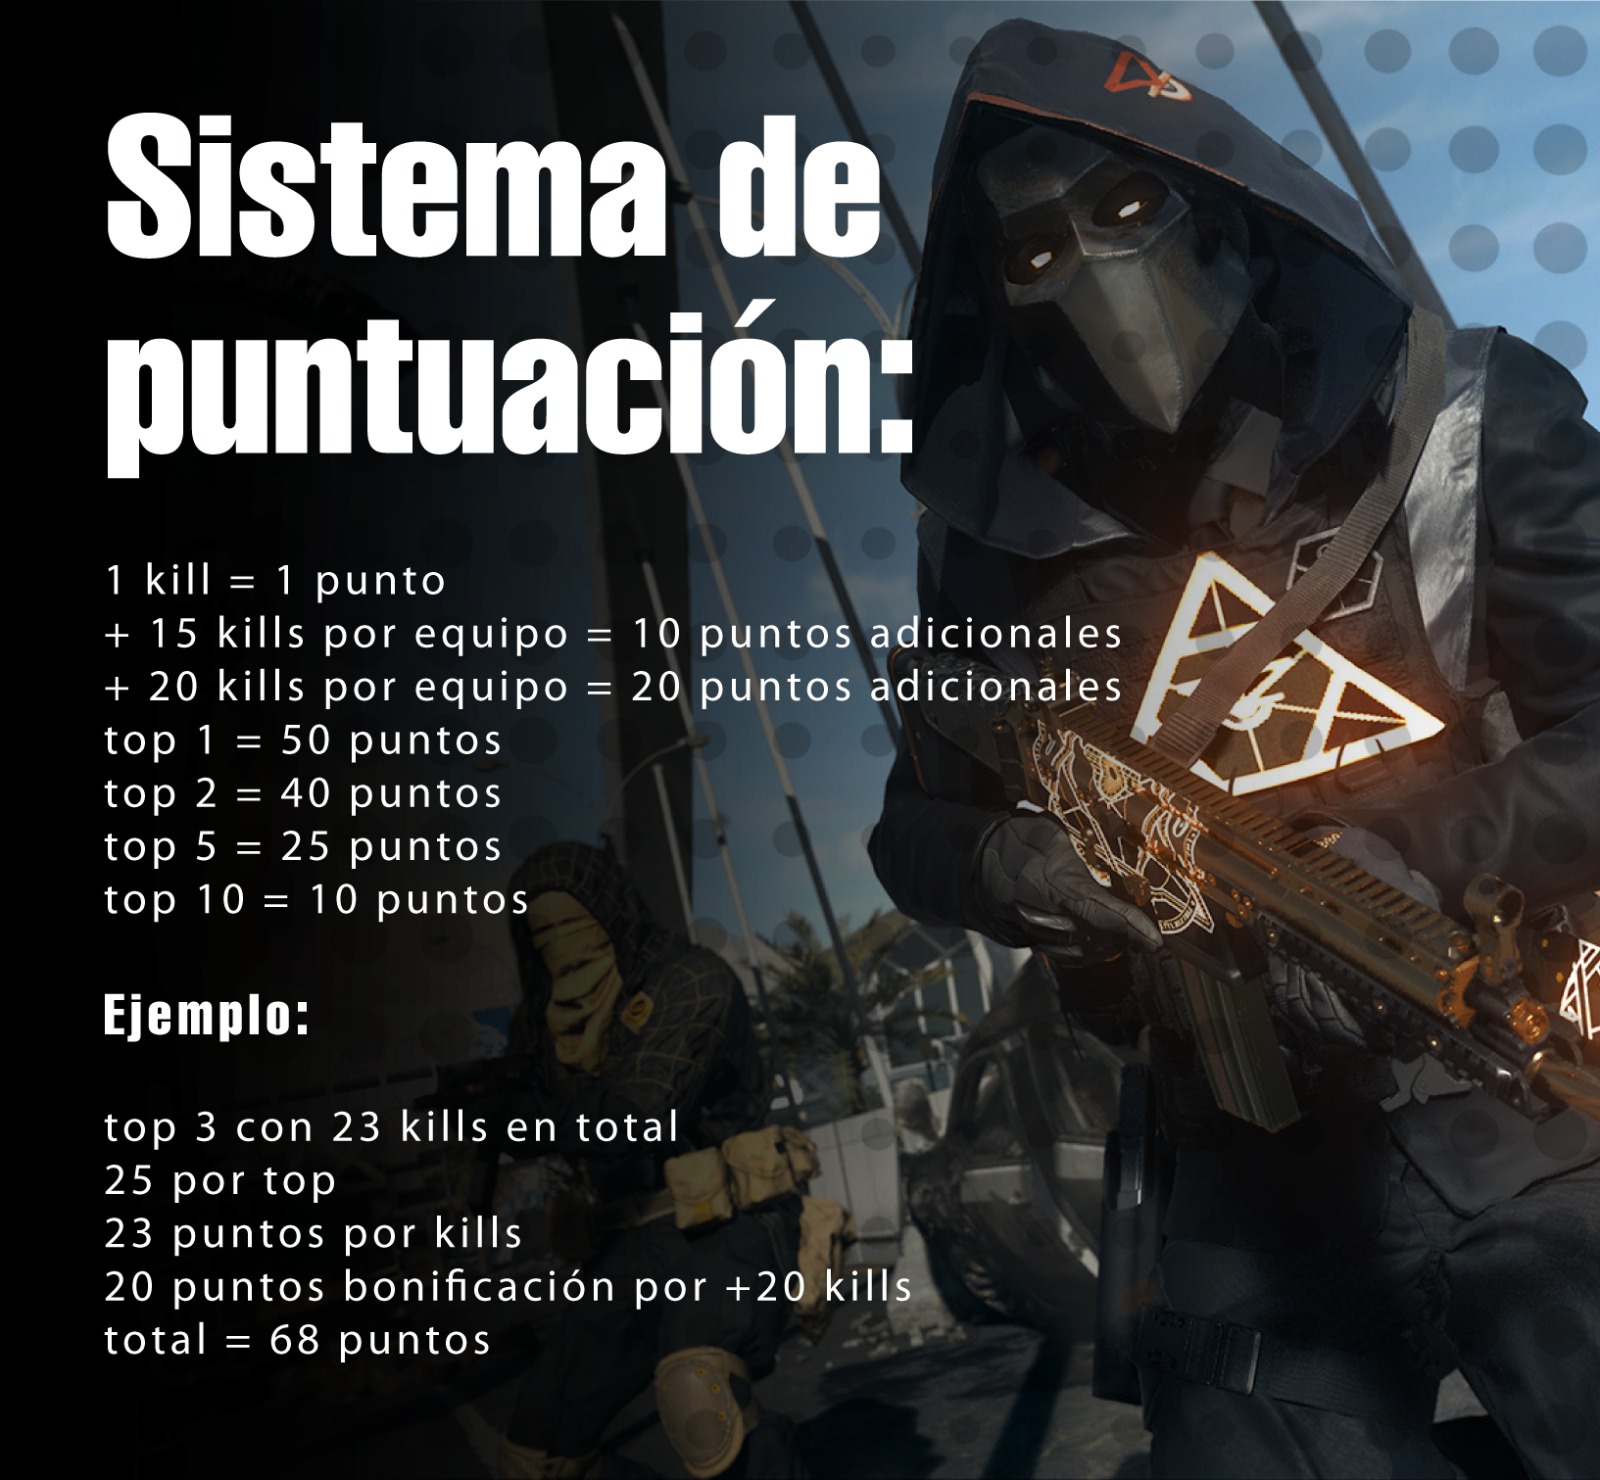 Sistema de
puntuación:
1 kill = 1 punto
+ 15 kills por equipo = 10 puntos adicionales
+ 20 kills por equipo = 20 puntos adicionales
top 1 = 50 puntos
top 2 = 40 puntos
top 5 = 25 puntos
top 10 = 10 puntos
Ejemplo:
top 3 con 23 kills en total
25 por top
23 puntos por kills
20 puntos bonificación por +20 kills
total = 68 puntos